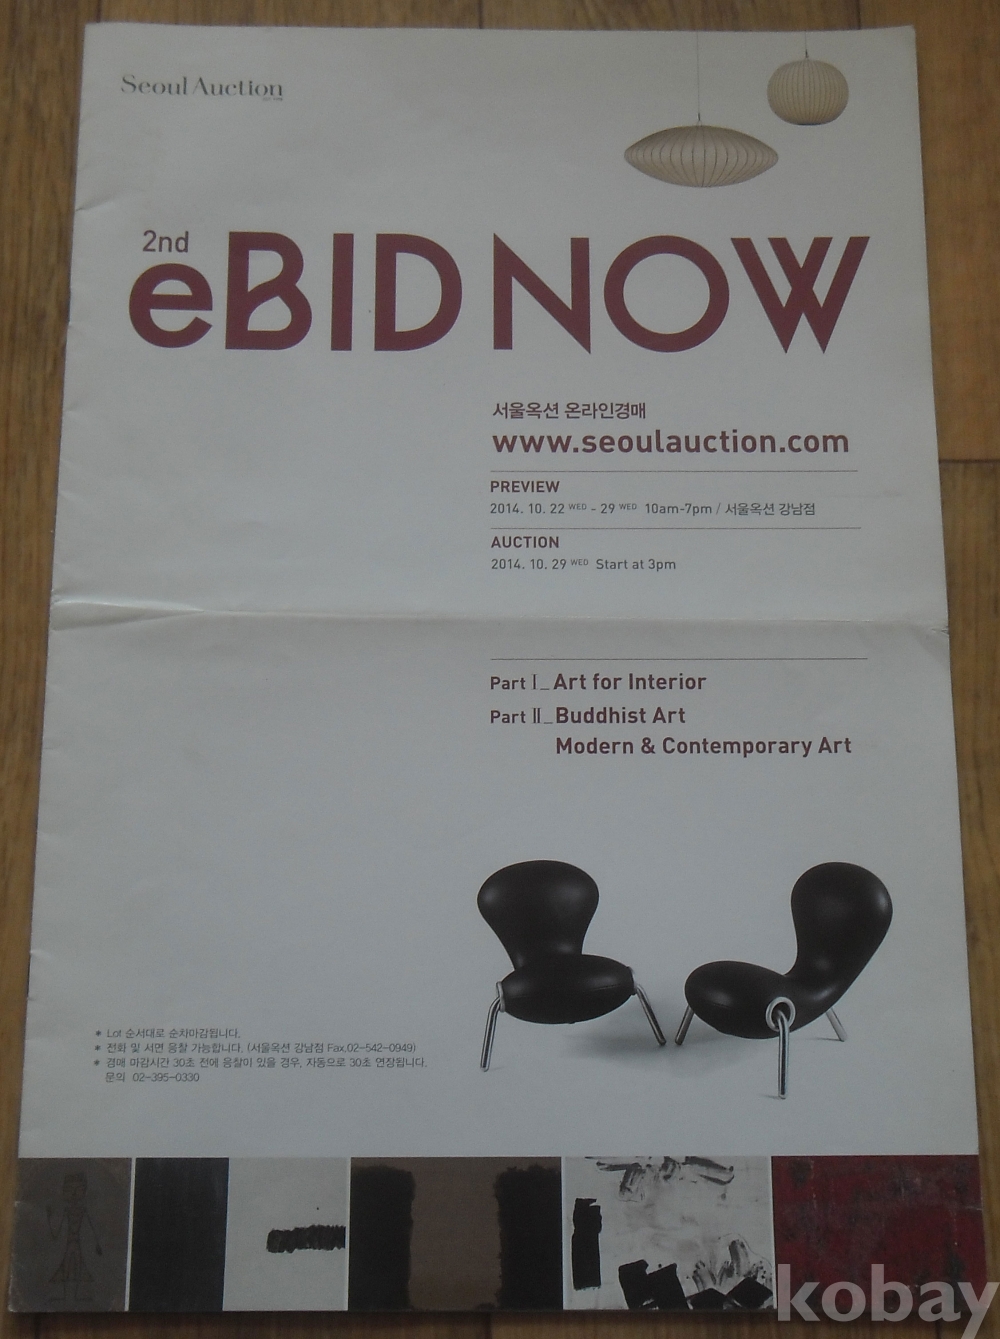 Seoul Auction
2nd
eBID NOW
서울옥션 온라인경매
www.seoulauction.com
PREVIEW
2014. 10. 22 WED - 29 WED 10am-7pm / 서울옥션 강남점
AUCTION
2014. 10. 29 WED Start at 3pm
Part Ⅰ_Art for Interior
Part Ⅱ_Buddhist Art
Modern & Contemporary Art
* Lot 순서대로 순차마감됩니다.
* 전화 및 서면 응찰 가능합니다. (서울옥션 강남점 Fax.02-542-0949)
* 경매 마감시간 30초 전에 응찰이 있을 경우, 자동으로 30초 연장됩니다.
문의 02-395-0330
kobay